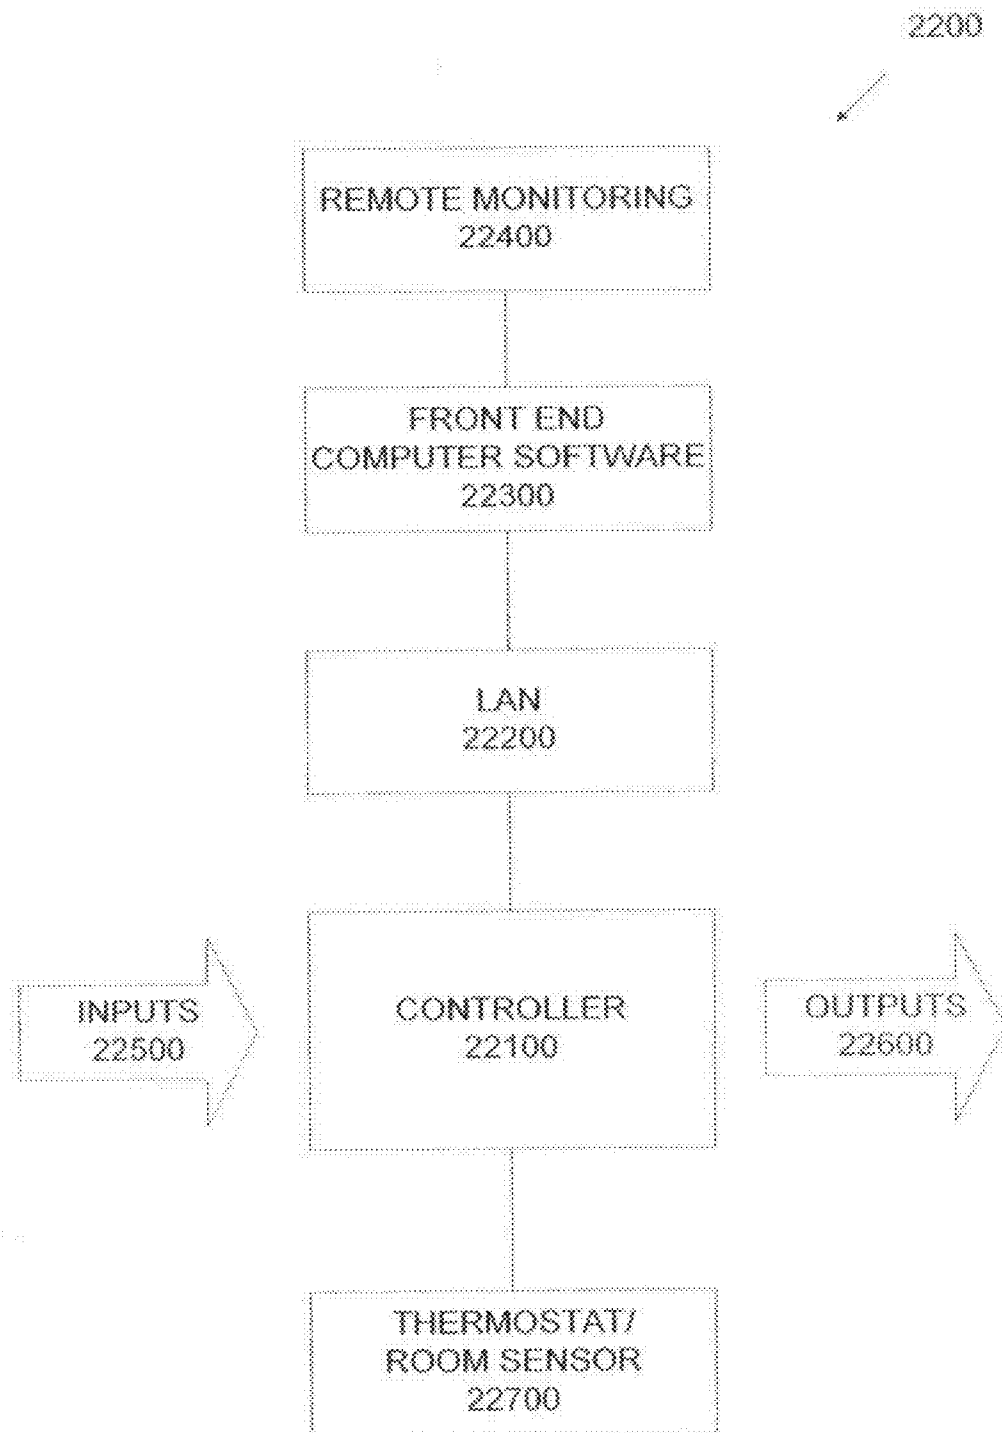 2200
REMOTE MONITORING
22400
FRONT END
COMPUTER SOFTWARE
22300
LAN
22200
INPUTS
22500
CONTROLLER
22100
OUTPUTS
22600
THERMOSTAT/
ROOM SENSOR
22700